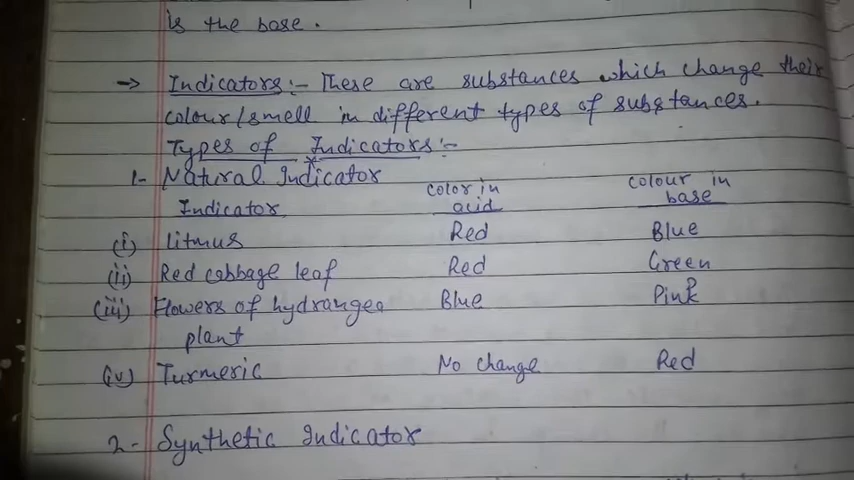 is the base.
→ Indicators:- These are substances which change their
colour/smell in different types of substances.
Types of Indicators:-
1- Natural Indicator
Indicator color in acid colour in base
(i) Litmus Red Blue
(ii) Red cabbage leaf Red Green
(iii) Flowers of hydrangea plant Blue Pink
(iv) Turmeric No change Red
2- Synthetic Indicator